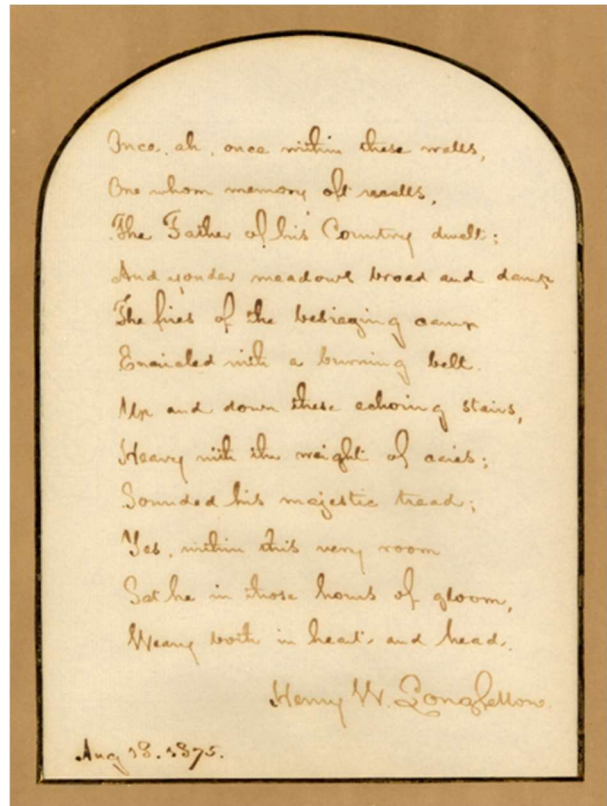 Once, ah, once within these walls,
One whom memory oft recalls,
The Father of his Country dwelt;
And yonder meadows broad and damp
The fires of the besieging camp
Encircled with a burning belt.
Up and down these echoing stairs,
Heavy with the weight of cares;
Sounded his majestic tread;
Yes, within this very room
Sat he in those hours of gloom,
Weary both in heart and head.
Henry W. Longfellow.
Aug 18. 1875.